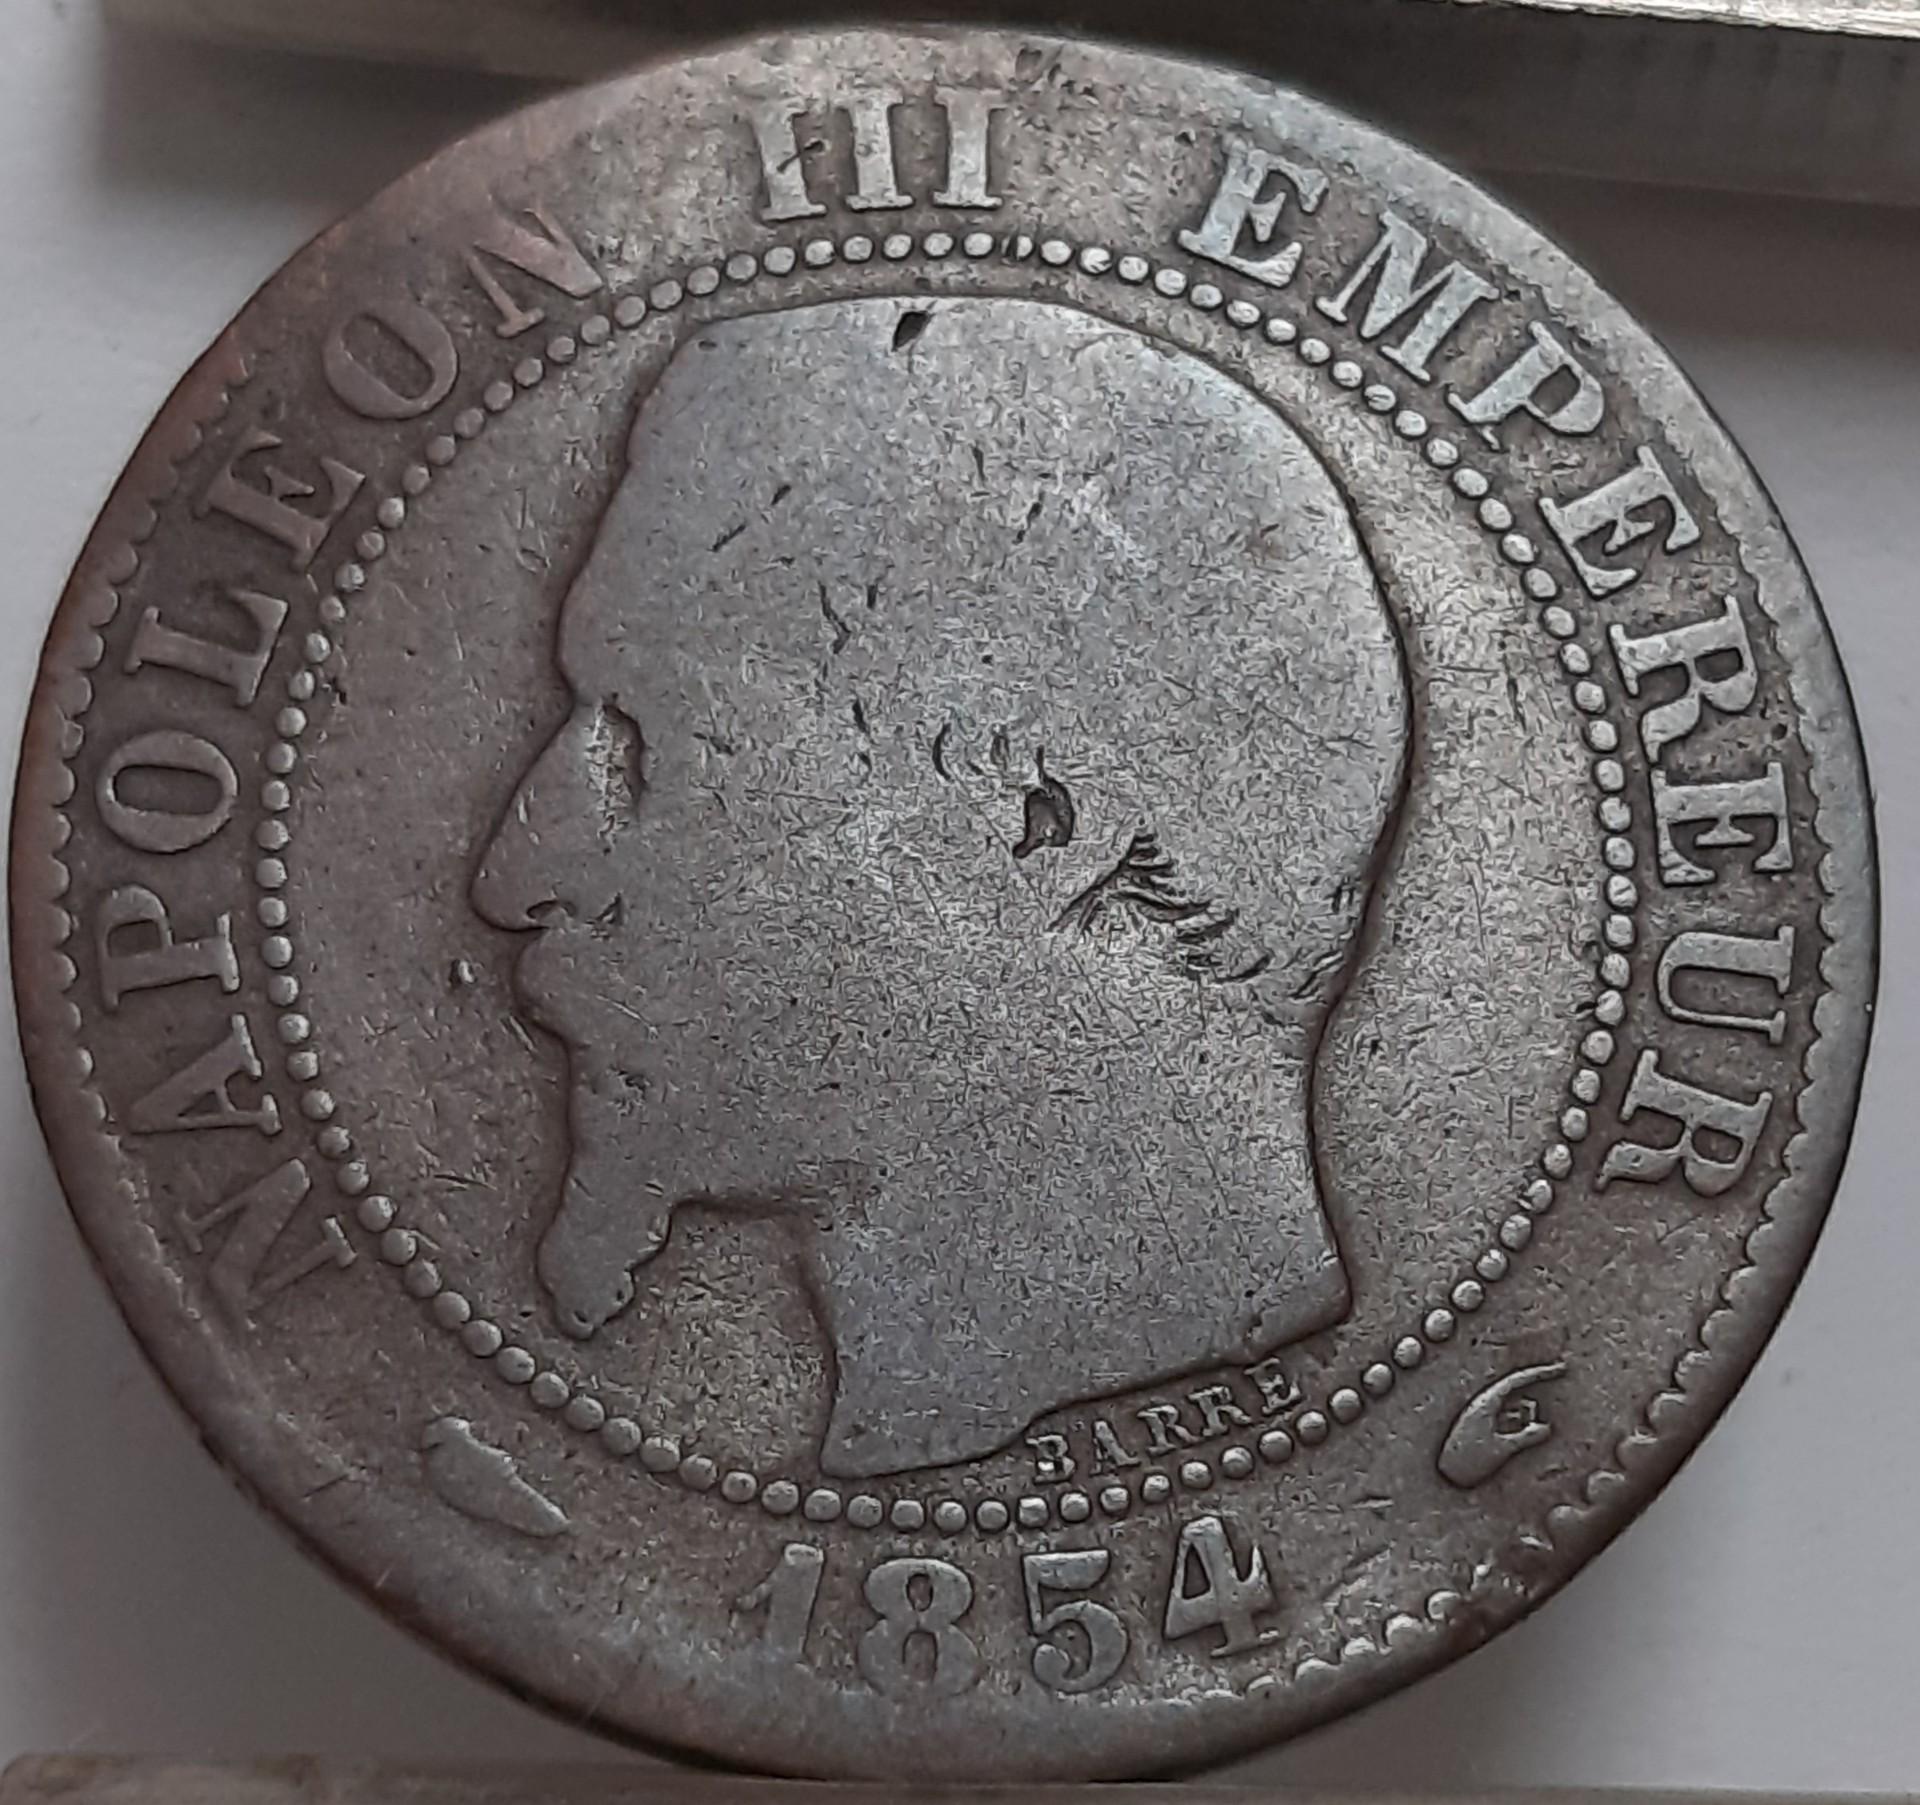 NAPOLEON III EMPEREUR
BARRE
1854